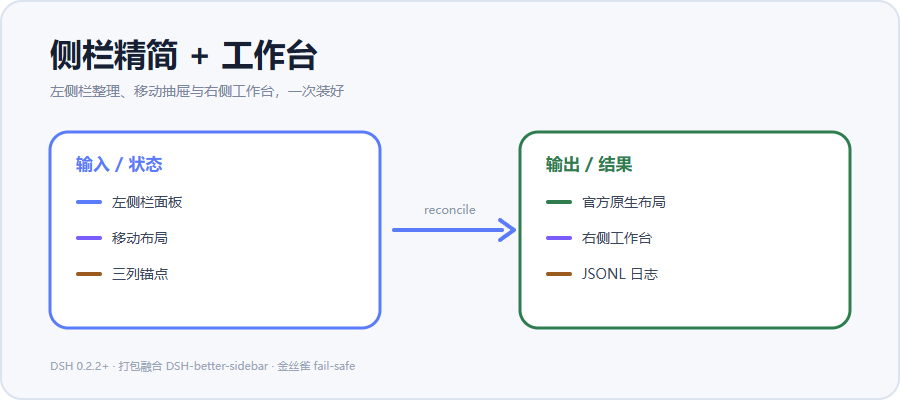 侧栏精简 + 工作台
左侧栏整理、移动抽屉与右侧工作台，一次装好
输入 / 状态
左侧栏面板
移动布局
三列锚点
reconcile
输出 / 结果
官方原生布局
右侧工作台
JSONL 日志
DSH 0.2.2+ · 打包融合 DSH-better-sidebar · 金丝雀 fail-safe